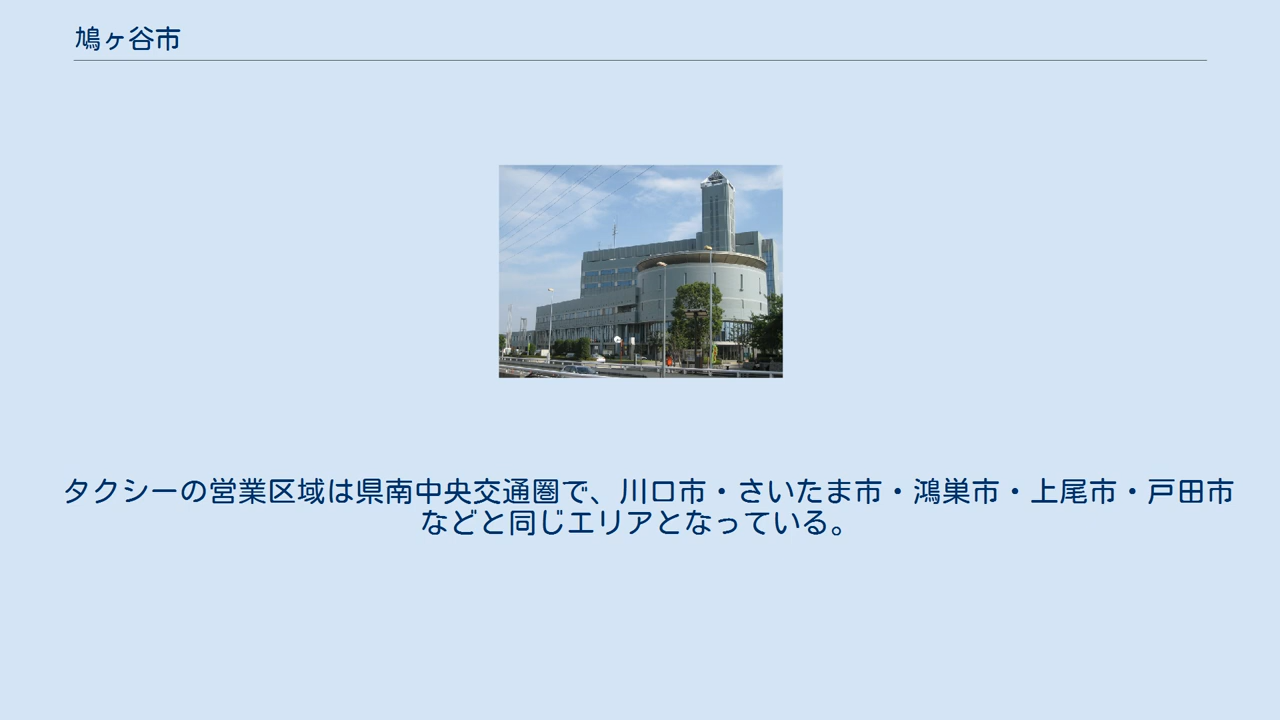 鳩ヶ谷市
タクシーの営業区域は県南中央交通圏で、川口市・さいたま市・鴻巣市・上尾市・戸田市
などと同じエリアとなっている。